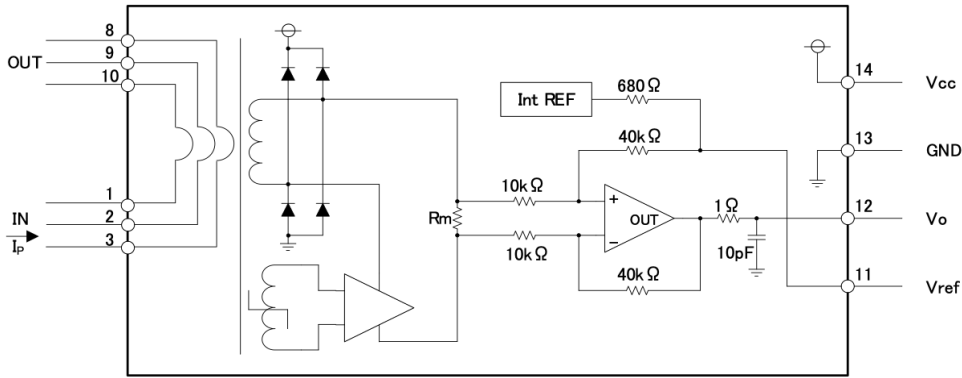 8
OUT
9
10
1
IN
2
IP
3
Rm
Int REF
680Ω
40kΩ
10kΩ
+
OUT
−
10kΩ
40kΩ
1Ω
10pF
14
Vcc
13
GND
12
Vo
11
Vref